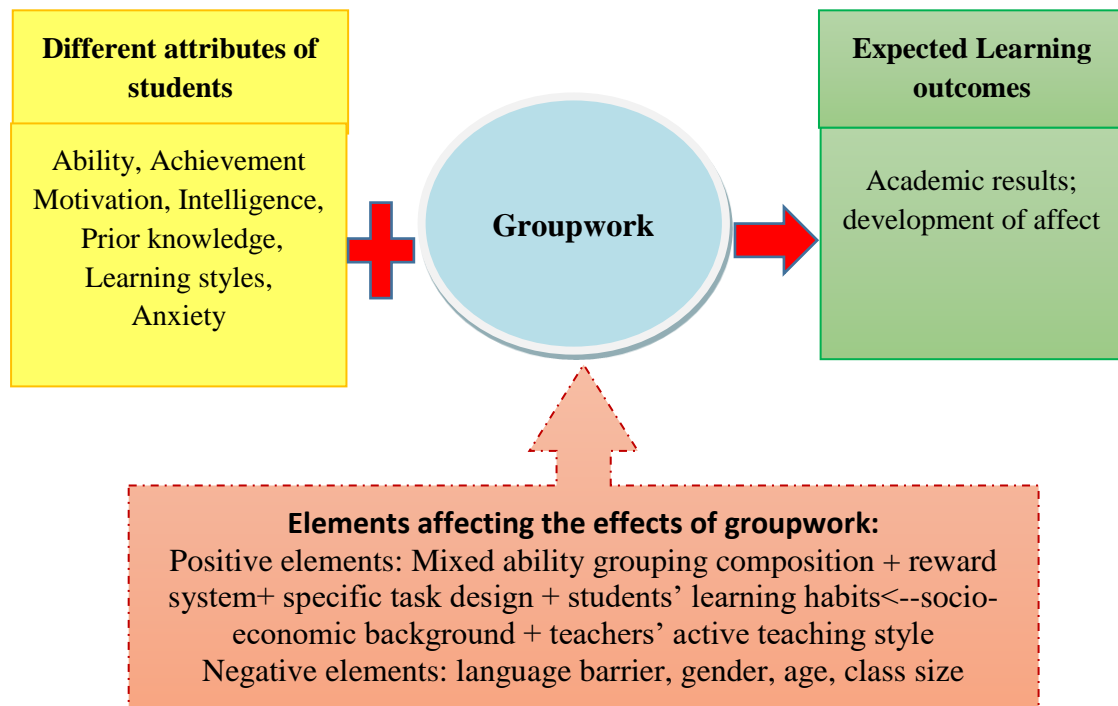 Different attributes of
students
Ability, Achievement
Motivation, Intelligence,
Prior knowledge,
Learning styles,
Anxiety
Groupwork
Expected Learning
outcomes
Academic results;
development of affect
Elements affecting the effects of groupwork:
Positive elements: Mixed ability grouping composition + reward
system+ specific task design + students’ learning habits<--socio-
economic background + teachers’ active teaching style
Negative elements: language barrier, gender, age, class size